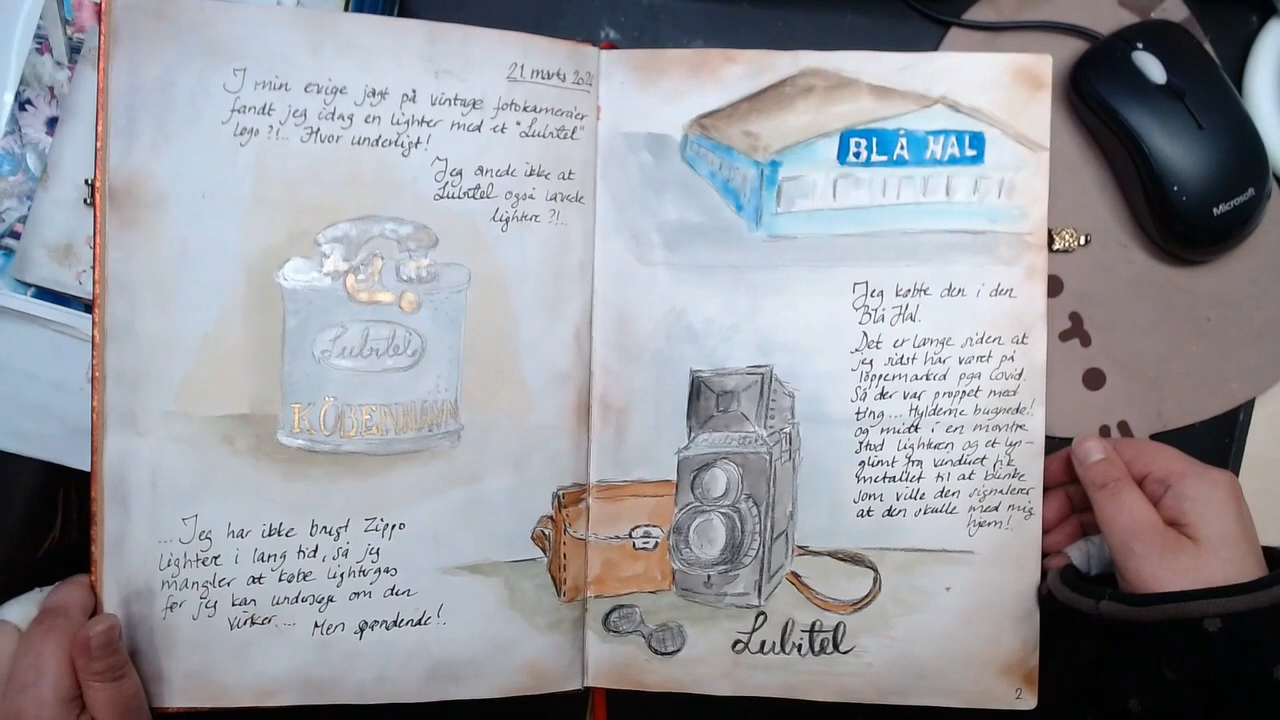 21. marts 2021
I min evige jagt på vintage fotokameraer
fandt jeg idag en lighter med et "Lubitel"
logo ?!.. Hvor underligt!
Jeg anede ikke at
Lubitel også lavede
lightere ?!..
Lubitel
KÖBENHAVN
... Jeg har ikke brugt Zippo
lightere i lang tid, så jeg
mangler at købe lightergas
før jeg kan undersøge om den
virker... Men spændende!.
BLÅ HAL
Jeg købte den i den
Blå Hal.
Det er længe siden at
jeg sidst har været på
loppemarked pga Covid.
Så der var proppet med
ting... Hylderne bugnede!.
og midt i en montre
stod lighteren og et lys-
glimt fra vinduet fik
metallet til at blinke
som ville den signalerer
at den skulle med mig
hjem!.
Lubitel
Lubitel
2
Microsoft